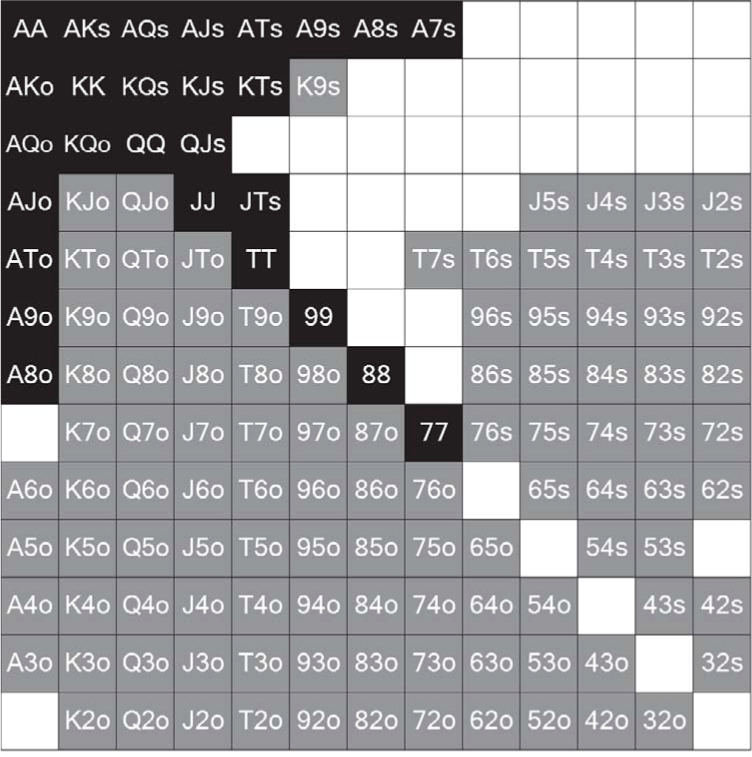 AA AKs AQs AJs ATs A9s A8s A7s
AKo KK KQs KJs KTs K9s
AQo KQo QQ QJs
AJo KJo QJo JJ JTs J5s J4s J3s J2s
ATo KTo QTo JTo TT T7s T6s T5s T4s T3s T2s
A9o K9o Q9o J9o T9o 99 96s 95s 94s 93s 92s
A8o K8o Q8o J8o T8o 98o 88 86s 85s 84s 83s 82s
K7o Q7o J7o T7o 97o 87o 77 76s 75s 74s 73s 72s
A6o K6o Q6o J6o T6o 96o 86o 76o 65s 64s 63s 62s
A5o K5o Q5o J5o T5o 95o 85o 75o 65o 54s 53s
A4o K4o Q4o J4o T4o 94o 84o 74o 64o 54o 43s 42s
A3o K3o Q3o J3o T3o 93o 83o 73o 63o 53o 43o 32s
K2o Q2o J2o T2o 92o 82o 72o 62o 52o 42o 32o